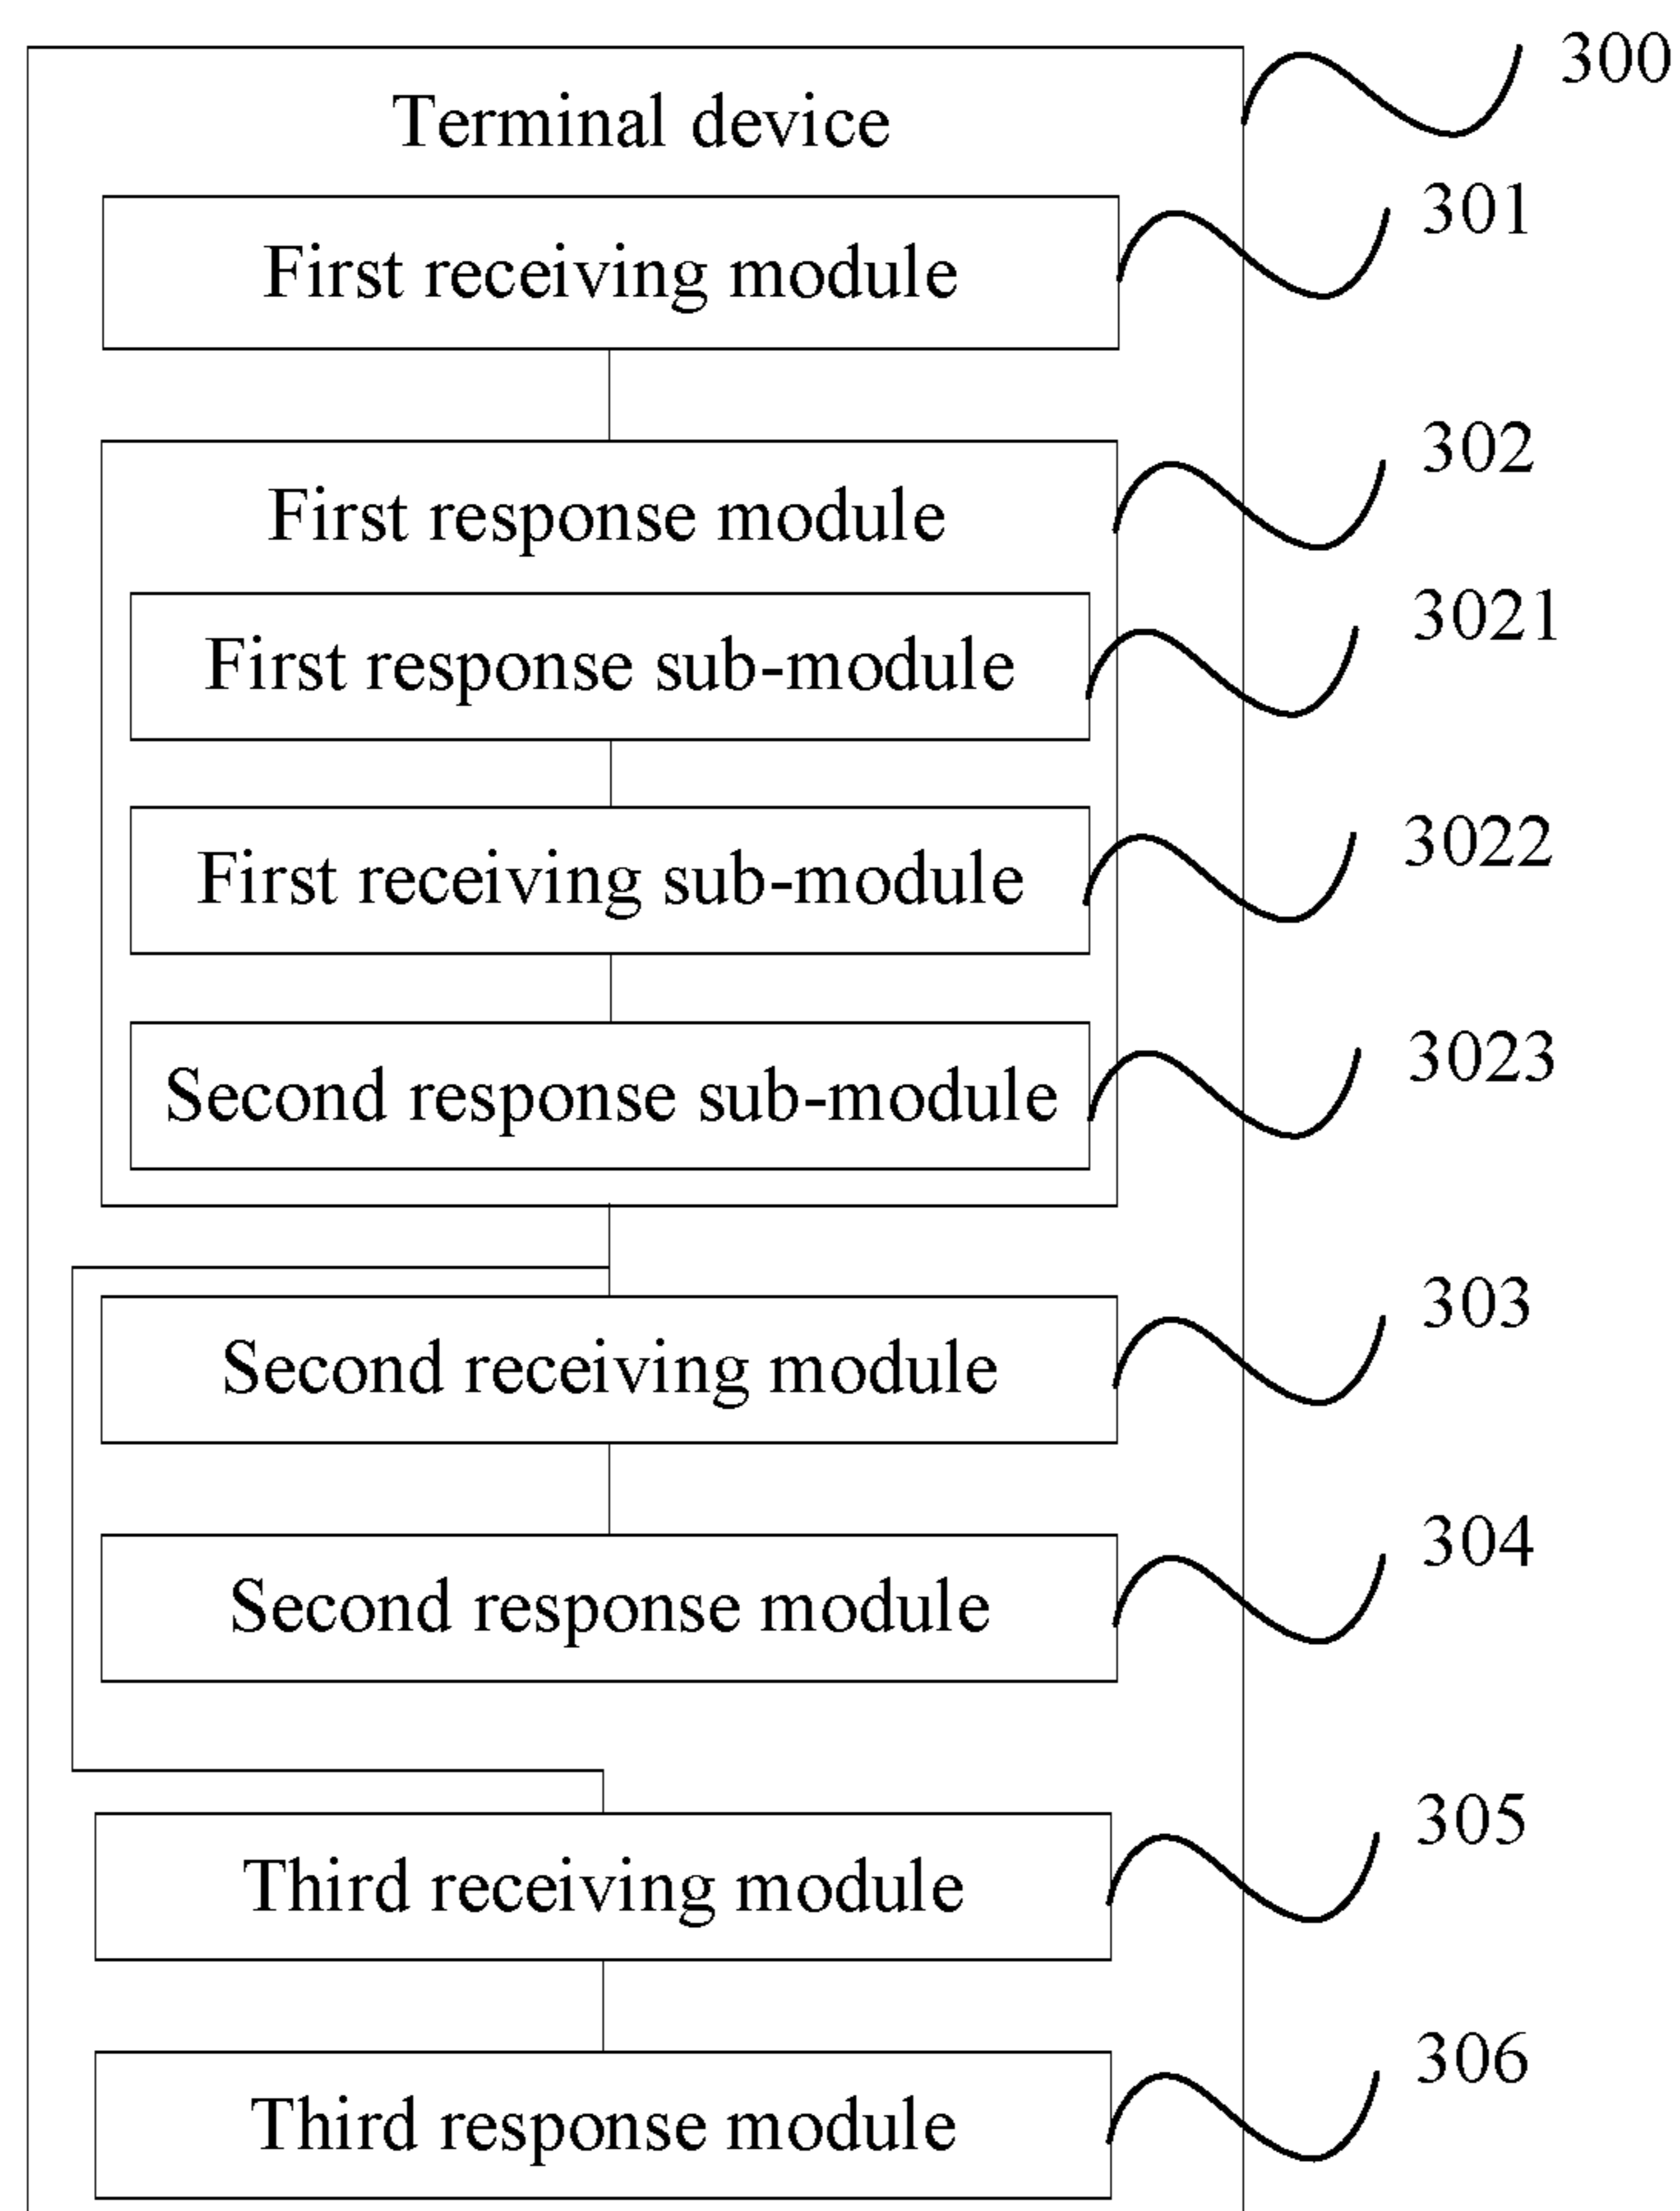 Terminal device 300
First receiving module 301
First response module 302
First response sub-module 3021
First receiving sub-module 3022
Second response sub-module 3023
Second receiving module 303
Second response module 304
Third receiving module 305
Third response module 306